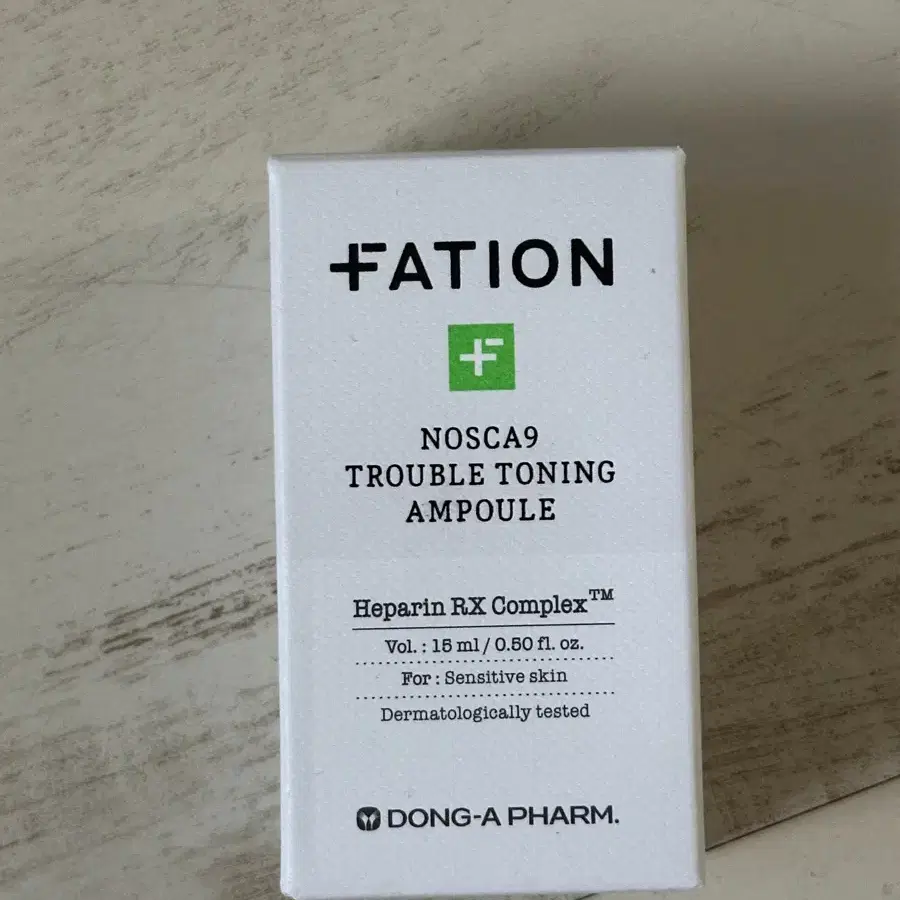 FATION
NOSCA9
TROUBLE TONING
AMPOULE
Heparin RX Complex™
Vol. : 15 ml / 0.50 fl. oz.
For : Sensitive skin
Dermatologically tested
DONG-A PHARM.